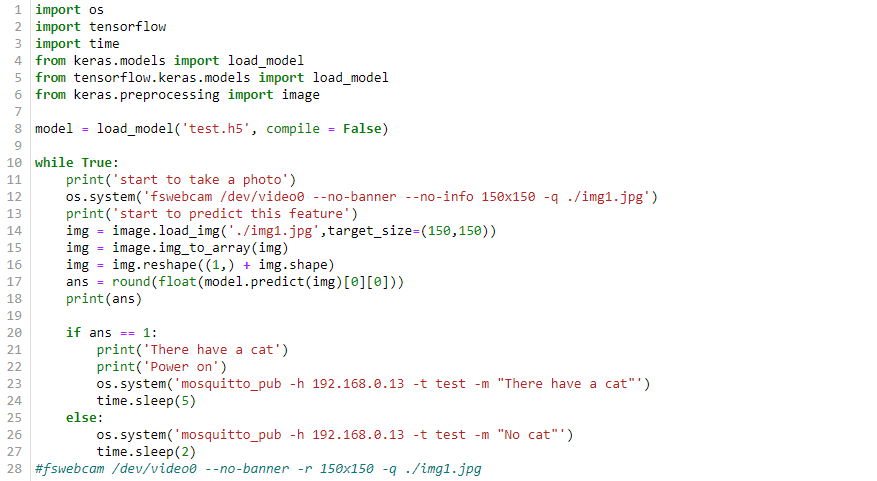 1 import os
2 import tensorflow
3 import time
4 from keras.models import load_model
5 from tensorflow.keras.models import load_model
6 from keras.preprocessing import image
7
8 model = load_model('test.h5', compile = False)
9
10 while True:
11     print('start to take a photo')
12     os.system('fswebcam /dev/video0 --no-banner --no-info 150x150 -q ./img1.jpg')
13     print('start to predict this feature')
14     img = image.load_img('./img1.jpg',target_size=(150,150))
15     img = image.img_to_array(img)
16     img = img.reshape((1,) + img.shape)
17     ans = round(float(model.predict(img)[0][0]))
18     print(ans)
19
20     if ans == 1:
21         print('There have a cat')
22         print('Power on')
23         os.system('mosquitto_pub -h 192.168.0.13 -t test -m "There have a cat"')
24         time.sleep(5)
25     else:
26         os.system('mosquitto_pub -h 192.168.0.13 -t test -m "No cat"')
27         time.sleep(2)
28 #fswebcam /dev/video0 --no-banner -r 150x150 -q ./img1.jpg